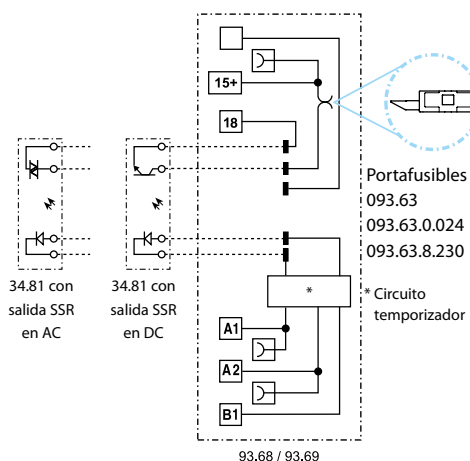 15+
18
Portafusibles
093.63
093.63.0.024
093.63.8.230
34.81 con
salida SSR
en AC
34.81 con
salida SSR
en DC
*
* Circuito
temporizador
A1
A2
B1
93.68 / 93.69